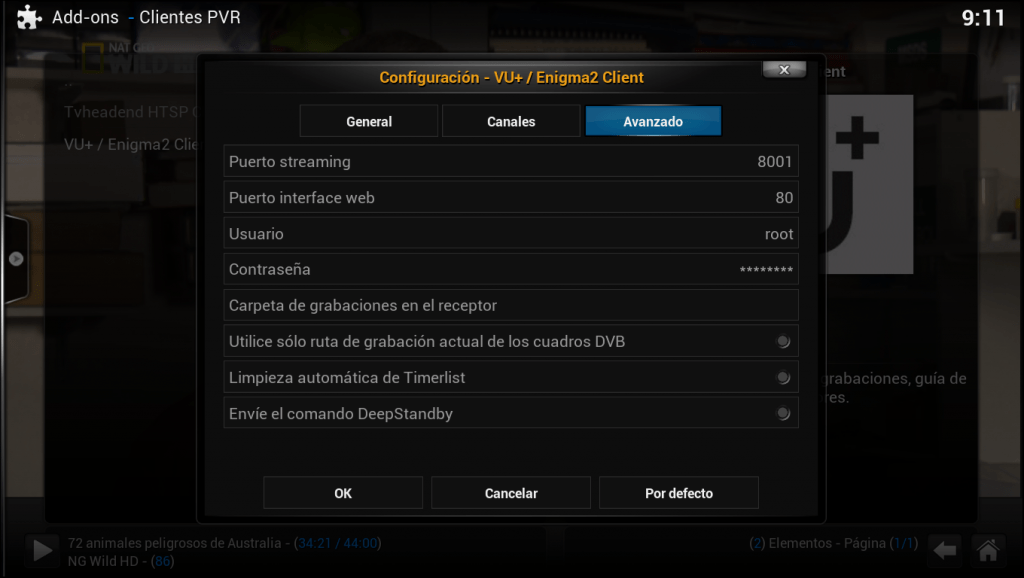 Add-ons - Clientes PVR
9:11
NAT GEO
WILD
Configuración - VU+ / Enigma2 Client
x
ent
Tvheadend HTSP C
VU+ / Enigma2 Clie
General
Canales
Avanzado
Puerto streaming
8001
Puerto interface web
80
Usuario
root
Contraseña
********
Carpeta de grabaciones en el receptor
Utilice sólo ruta de grabación actual de los cuadros DVB
Limpieza automática de Timerlist
Envíe el comando DeepStandby
grabaciones, guía de
res.
OK
Cancelar
Por defecto
72 animales peligrosos de Australia - (34:21 / 44:00)
NG Wild HD - (86)
(2) Elementos - Página (1/1)